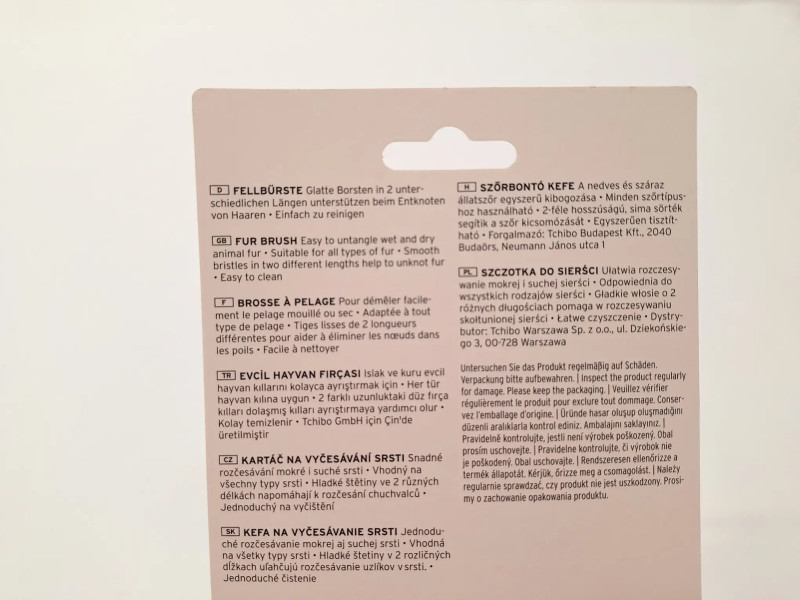 D FELLBÜRSTE Glatte Borsten in 2 unter-
schiedlichen Längen unterstützen beim Entknoten
von Haaren • Einfach zu reinigen
GB FUR BRUSH Easy to untangle wet and dry
animal fur • Suitable for all types of fur • Smooth
bristles in two different lengths help to unknot fur
• Easy to clean
F BROSSE À PELAGE Pour démêler facile-
ment le pelage mouillé ou sec • Adaptée à tout
type de pelage • Tiges lisses de 2 longueurs
différentes pour aider à éliminer les nœuds dans
les poils • Facile à nettoyer
TR EVCİL HAYVAN FIRÇASI Islak ve kuru evcil
hayvan kıllarını kolayca ayrıştırmak için • Her tür
hayvan kılına uygun • 2 farklı uzunluktaki düz fırça
kılları dolaşmış kılları ayrıştırmaya yardımcı olur •
Kolay temizlenir • Tchibo GmbH için Çin'de
üretilmiştir
CZ KARTÁČ NA VYČESÁVÁNÍ SRSTI Snadné
rozčesávání mokré i suché srsti • Vhodný na
všechny typy srsti • Hladké štětiny ve 2 různých
délkách napomáhají k rozčesání chuchvalců •
Jednoduchý na vyčištění
SK KEFA NA VYČESÁVANIE SRSTI Jednodu-
ché rozčesávanie mokrej aj suchej srsti • Vhodná
na všetky typy srsti • Hladké štetiny v 2 rozličných
dĺžkach uľahčujú rozčesávanie uzlíkov v srsti. •
Jednoduché čistenie
H SZŐRBONTÓ KEFE A nedves és száraz
állatszőr egyszerű kibogozása • Minden szőrtípus-
hoz használható • 2-féle hosszúságú, sima sörték
segítik a szőr kicsomózását • Egyszerűen tisztít-
ható • Forgalmazó: Tchibo Budapest Kft., 2040
Budaörs, Neumann János utca 1
PL SZCZOTKA DO SIERŚCI Ułatwia rozczesy-
wanie mokrej i suchej sierści • Odpowiednia do
wszystkich rodzajów sierści • Gładkie włosie o 2
różnych długościach pomaga w rozczesywaniu
skołtunionej sierści • Łatwe czyszczenie • Dystry-
butor: Tchibo Warszawa Sp. z o.o., ul. Dziekońskie-
go 3, 00-728 Warszawa
Untersuchen Sie das Produkt regelmäßig auf Schäden.
Verpackung bitte aufbewahren. | Inspect the product regularly
for damage. Please keep the packaging. | Veuillez vérifier
régulièrement le produit pour exclure tout dommage. Conser-
vez l'emballage d'origine. | Üründe hasar oluşup oluşmadığını
düzenli aralıklarla kontrol ediniz. Ambalajını saklayınız. |
Pravidelně kontrolujte, jestli není výrobek poškozený. Obal
prosím uschovejte. | Pravidelne kontrolujte, či výrobok nie
je poškodený. Obal uschovajte. | Rendszeresen ellenőrizze a
termék állapotát. Kérjük, őrizze meg a csomagolást. | Należy
regularnie sprawdzać, czy produkt nie jest uszkodzony. Prosi-
my o zachowanie opakowania produktu.